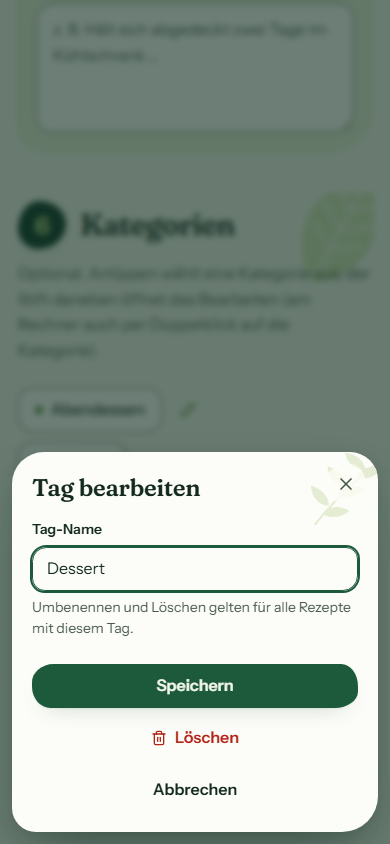 z. B. Hält sich abgedeckt zwei Tage im
Kühlschrank …
6 Kategorien
Optional. Antippen wählt eine Kategorie aus, der
Stift daneben öffnet das Bearbeiten (am
Rechner auch per Doppelklick auf die
Kategorie).
Abendessen
Tag bearbeiten
Tag-Name
Dessert
Umbenennen und Löschen gelten für alle Rezepte
mit diesem Tag.
Speichern
Löschen
Abbrechen